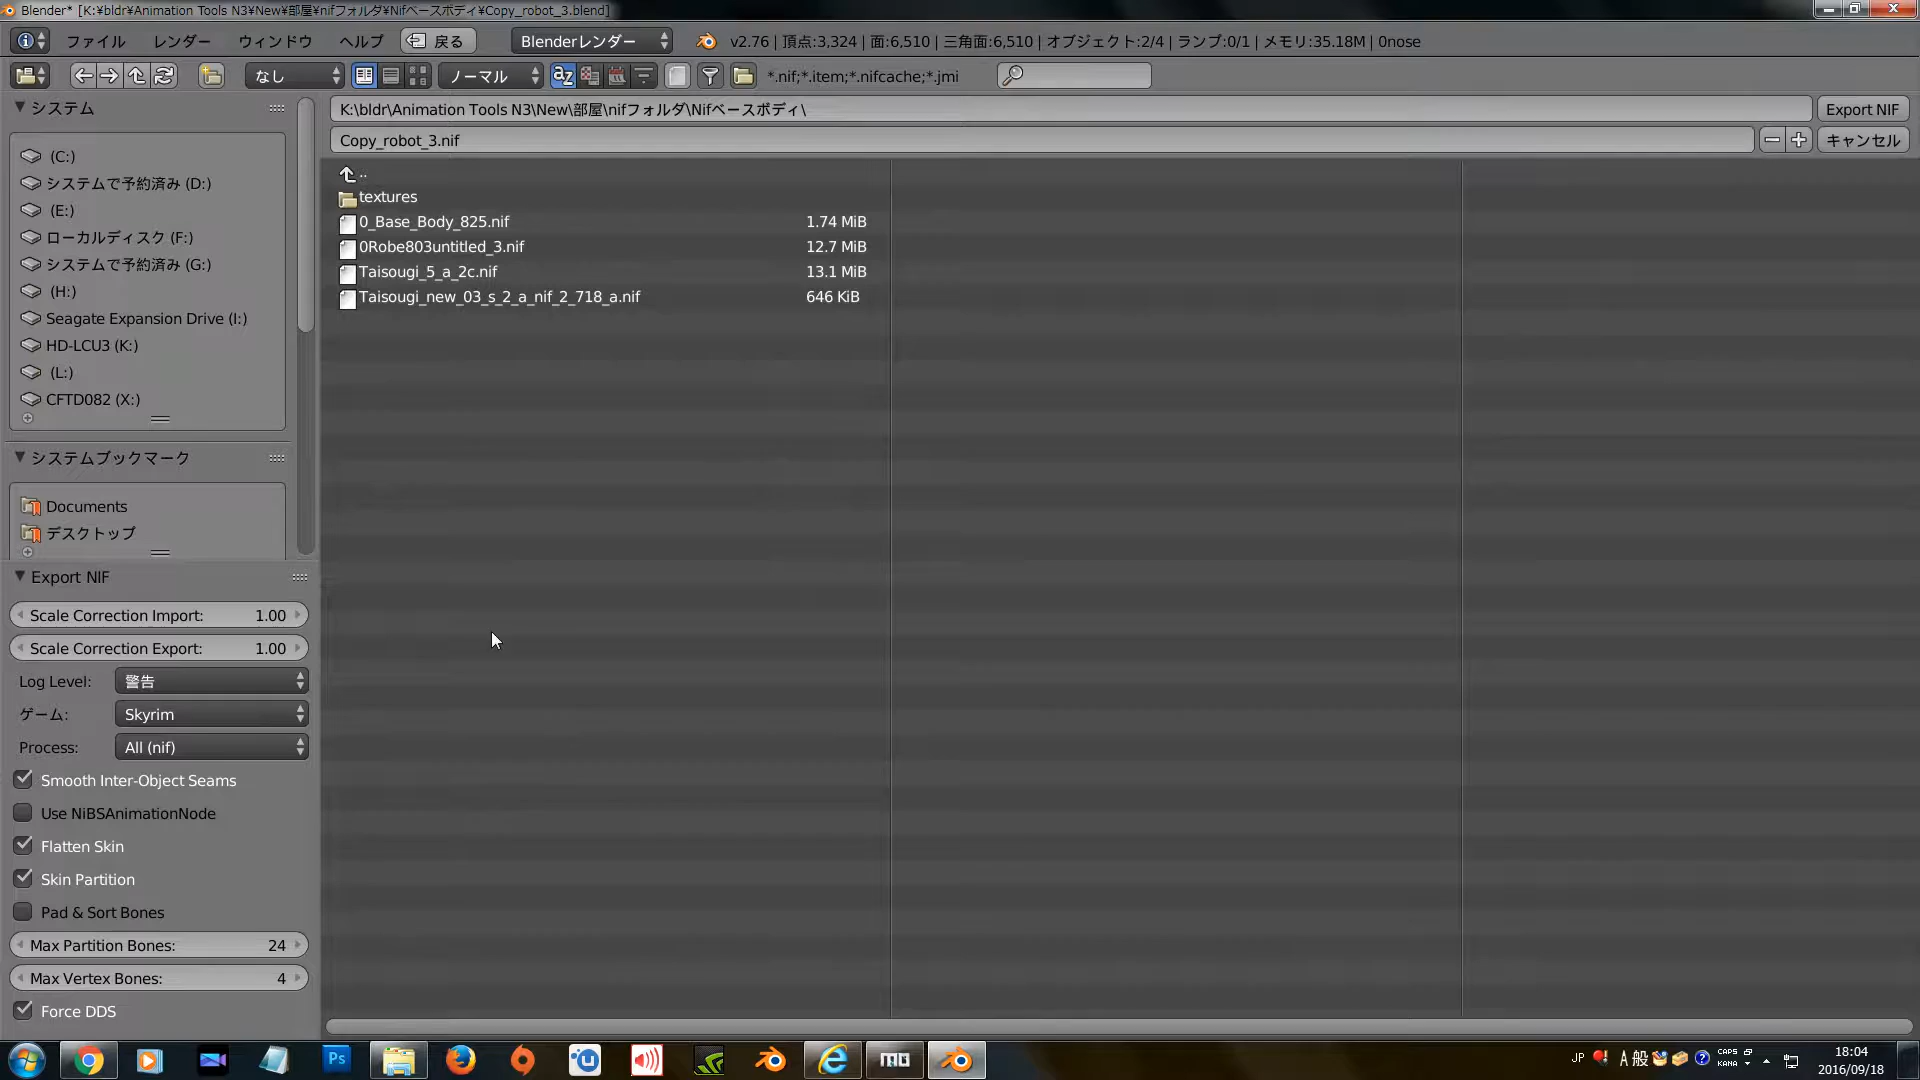 Blender* [K:¥bldr¥Animation Tools N3¥New¥部屋¥nifフォルダ¥Nifベースボディ¥Copy_robot_3.blend]
ファイル レンダー ウィンドウ ヘルプ 戻る Blenderレンダー v2.76 | 頂点:3,324 | 面:6,510 | 三角面:6,510 | オブジェクト:2/4 | ランプ:0/1 | メモリ:35.18M | 0nose
なし ノーマル *.nif;*.item;*.nifcache;*.jmi
システム
(C:)
システムで予約済み (D:)
(E:)
ローカルディスク (F:)
システムで予約済み (G:)
(H:)
Seagate Expansion Drive (I:)
HD-LCU3 (K:)
(L:)
CFTD082 (X:)
システムブックマーク
Documents
デスクトップ
Export NIF
Scale Correction Import: 1.00
Scale Correction Export: 1.00
Log Level: 警告
ゲーム: Skyrim
Process: All (nif)
Smooth Inter-Object Seams
Use NiBSAnimationNode
Flatten Skin
Skin Partition
Pad & Sort Bones
Max Partition Bones: 24
Max Vertex Bones: 4
Force DDS
K:\bldr\Animation Tools N3\New\部屋\nifフォルダ\Nifベースボディ\ Export NIF
Copy_robot_3.nif キャンセル
..
textures
0_Base_Body_825.nif 1.74 MiB
0Robe803untitled_3.nif 12.7 MiB
Taisougi_5_a_2c.nif 13.1 MiB
Taisougi_new_03_s_2_a_nif_2_718_a.nif 646 KiB
Ps
JP A 般 CAPS KANA
18:04
2016/09/18